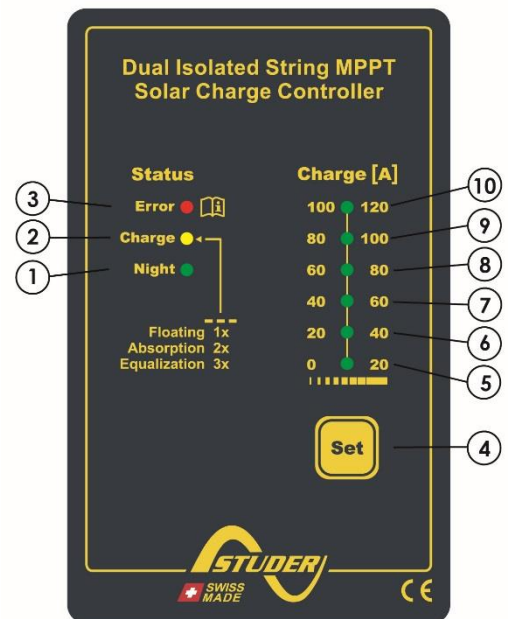 Dual Isolated String MPPT
Solar Charge Controller
Status
Error
Charge
Night
Floating 1x
Absorption 2x
Equalization 3x
Charge [A]
100 120
80 100
60 80
40 60
20 40
0 20
Set
3
2
1
10
9
8
7
6
5
4
STUDER
SWISS
MADE
CE